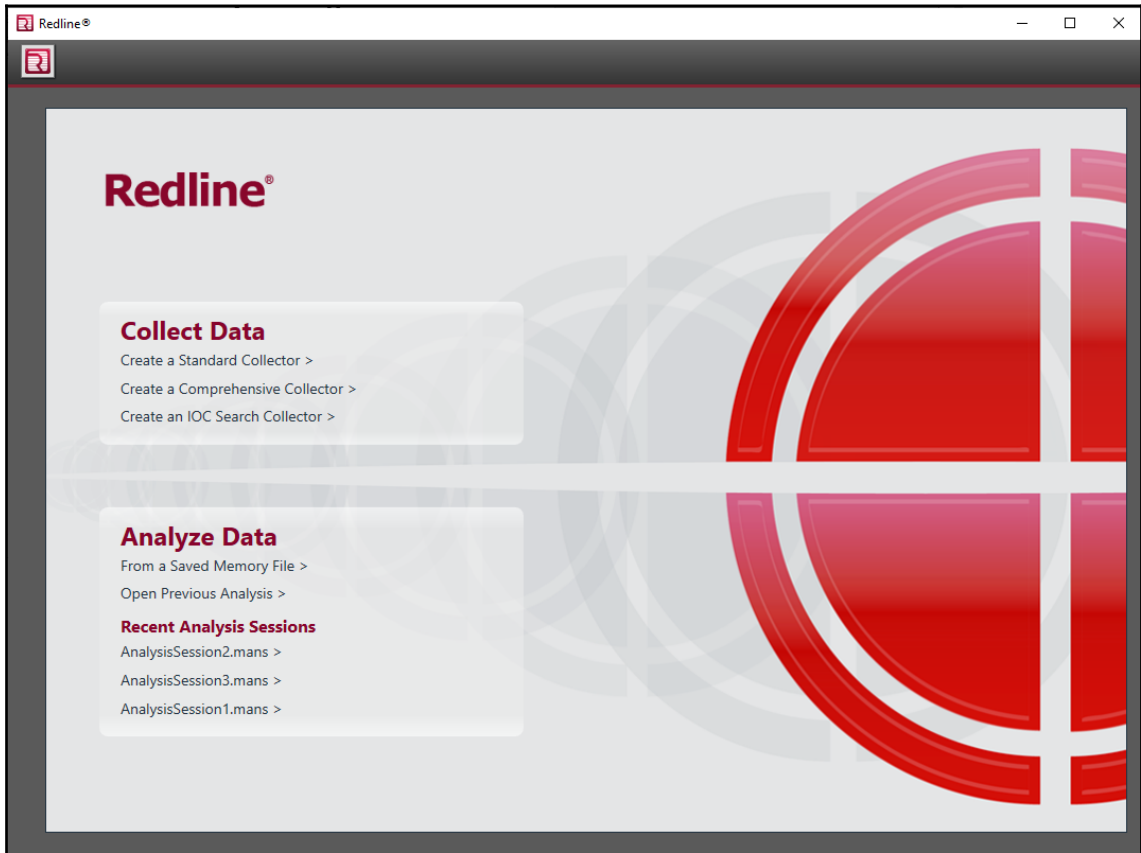 Redline®
Redline®
Collect Data
Create a Standard Collector >
Create a Comprehensive Collector >
Create an IOC Search Collector >
Analyze Data
From a Saved Memory File >
Open Previous Analysis >
Recent Analysis Sessions
AnalysisSession2.mans >
AnalysisSession3.mans >
AnalysisSession1.mans >